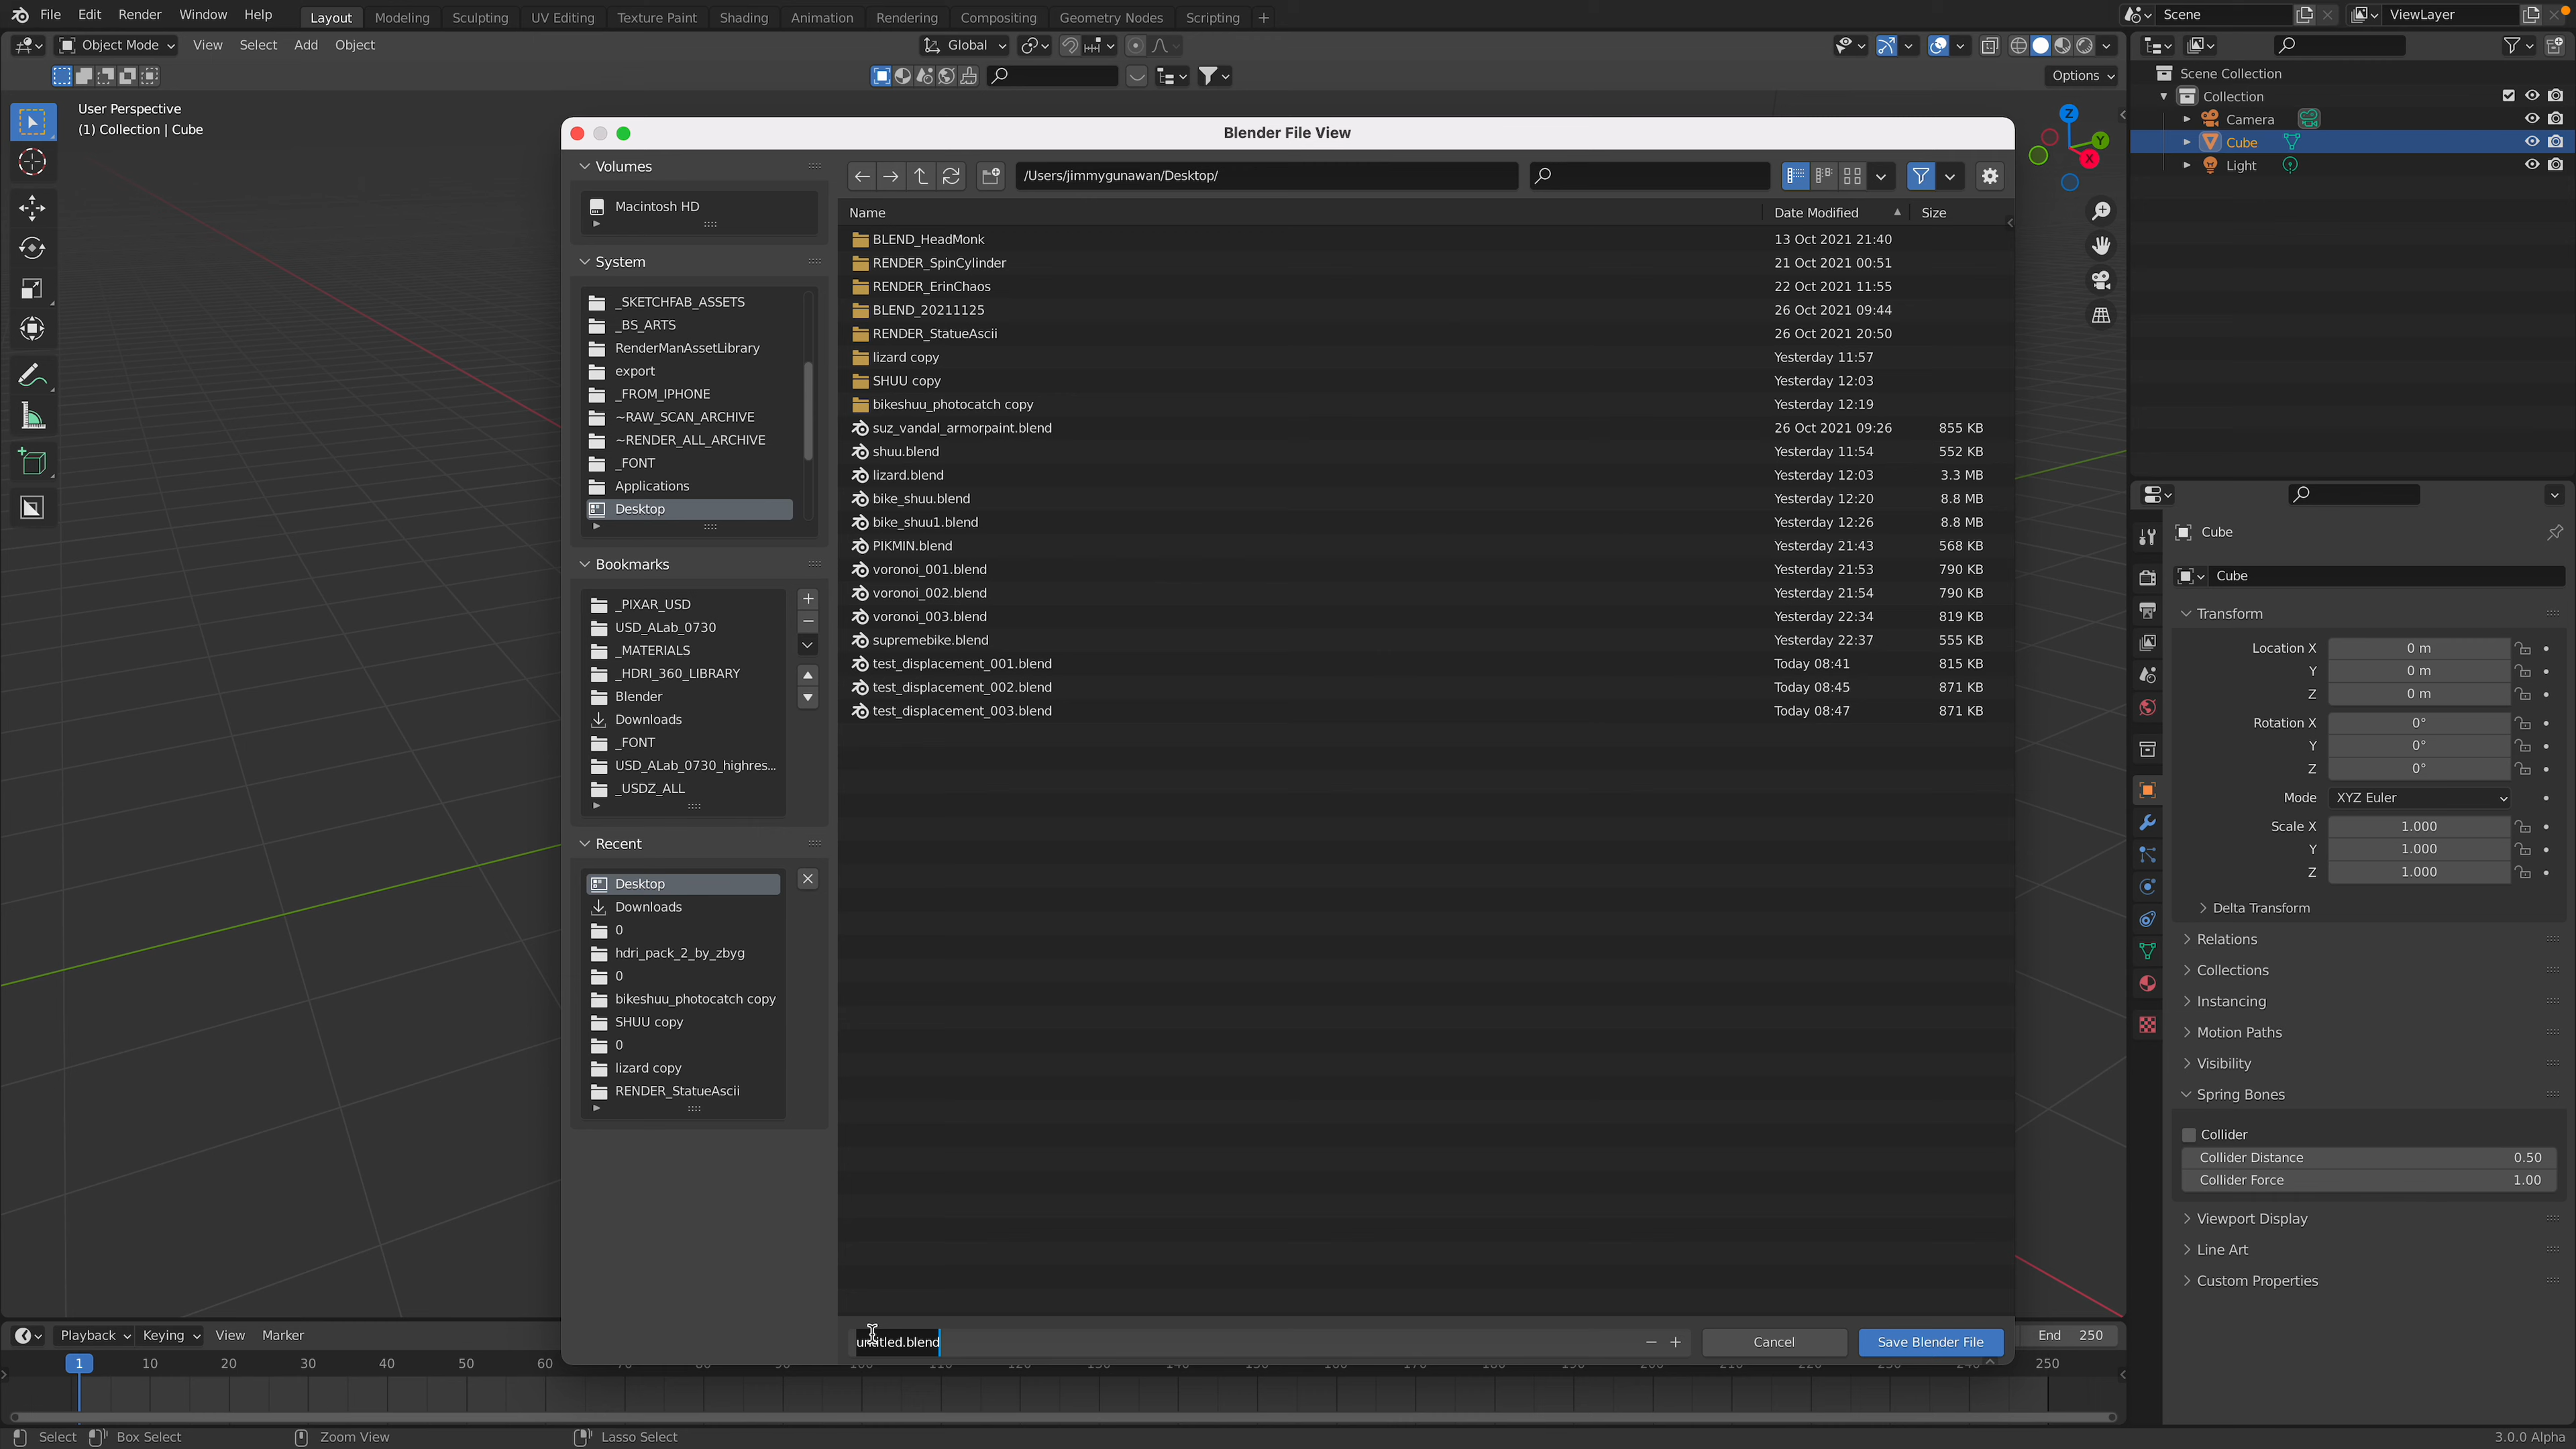 File Edit Render Window Help Layout Modeling Sculpting UV Editing Texture Paint Shading Animation Rendering Compositing Geometry Nodes Scripting + Scene ViewLayer
Object Mode View Select Add Object Global
Options
User Perspective
(1) Collection | Cube
Scene Collection
Collection
Camera
Cube
Light
Z
Y
X
Blender File View
Volumes
Macintosh HD
System
_SKETCHFAB_ASSETS
_BS_ARTS
RenderManAssetLibrary
export
_FROM_IPHONE
~RAW_SCAN_ARCHIVE
~RENDER_ALL_ARCHIVE
_FONT
Applications
Desktop
Bookmarks
_PIXAR_USD
USD_ALab_0730
_MATERIALS
_HDRI_360_LIBRARY
Blender
Downloads
_FONT
USD_ALab_0730_highres...
_USDZ_ALL
Recent
Desktop
Downloads
0
hdri_pack_2_by_zbyg
0
bikeshuu_photocatch copy
SHUU copy
0
lizard copy
RENDER_StatueAscii
/Users/jimmygunawan/Desktop/
Name Date Modified Size
BLEND_HeadMonk 13 Oct 2021 21:40
RENDER_SpinCylinder 21 Oct 2021 00:51
RENDER_ErinChaos 22 Oct 2021 11:55
BLEND_20211125 26 Oct 2021 09:44
RENDER_StatueAscii 26 Oct 2021 20:50
lizard copy Yesterday 11:57
SHUU copy Yesterday 12:03
bikeshuu_photocatch copy Yesterday 12:19
suz_vandal_armorpaint.blend 26 Oct 2021 09:26 855 KB
shuu.blend Yesterday 11:54 552 KB
lizard.blend Yesterday 12:03 3.3 MB
bike_shuu.blend Yesterday 12:20 8.8 MB
bike_shuu1.blend Yesterday 12:26 8.8 MB
PIKMIN.blend Yesterday 21:43 568 KB
voronoi_001.blend Yesterday 21:53 790 KB
voronoi_002.blend Yesterday 21:54 790 KB
voronoi_003.blend Yesterday 22:34 819 KB
supremebike.blend Yesterday 22:37 555 KB
test_displacement_001.blend Today 08:41 815 KB
test_displacement_002.blend Today 08:45 871 KB
test_displacement_003.blend Today 08:47 871 KB
untitled.blend Cancel Save Blender File
Cube
Cube
Transform
Location X 0 m
Y 0 m
Z 0 m
Rotation X 0°
Y 0°
Z 0°
Mode XYZ Euler
Scale X 1.000
Y 1.000
Z 1.000
Delta Transform
Relations
Collections
Instancing
Motion Paths
Visibility
Spring Bones
Collider
Collider Distance 0.50
Collider Force 1.00
Viewport Display
Line Art
Custom Properties
Playback Keying View Marker End 250
1 10 20 30 40 50 60 250
Select Box Select Zoom View Lasso Select 3.0.0 Alpha